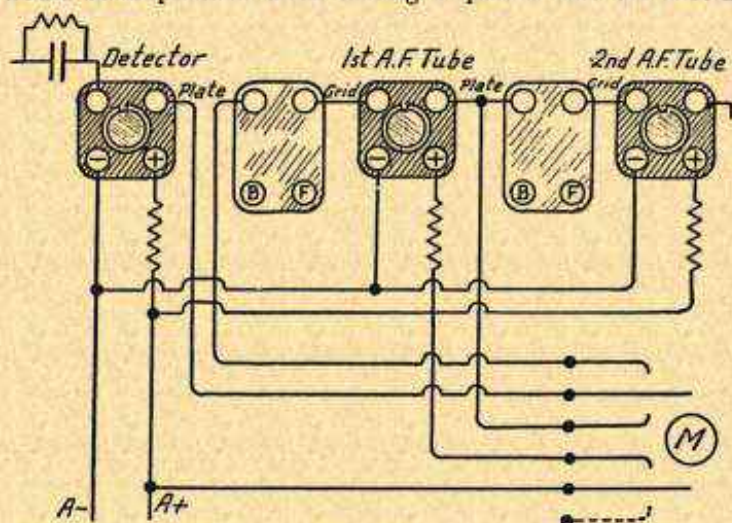 Detector
1st A.F. Tube
2nd A.F. Tube
Plate
Grid
Plate
Grid
− + − + − +
B F B F
M
A− A+